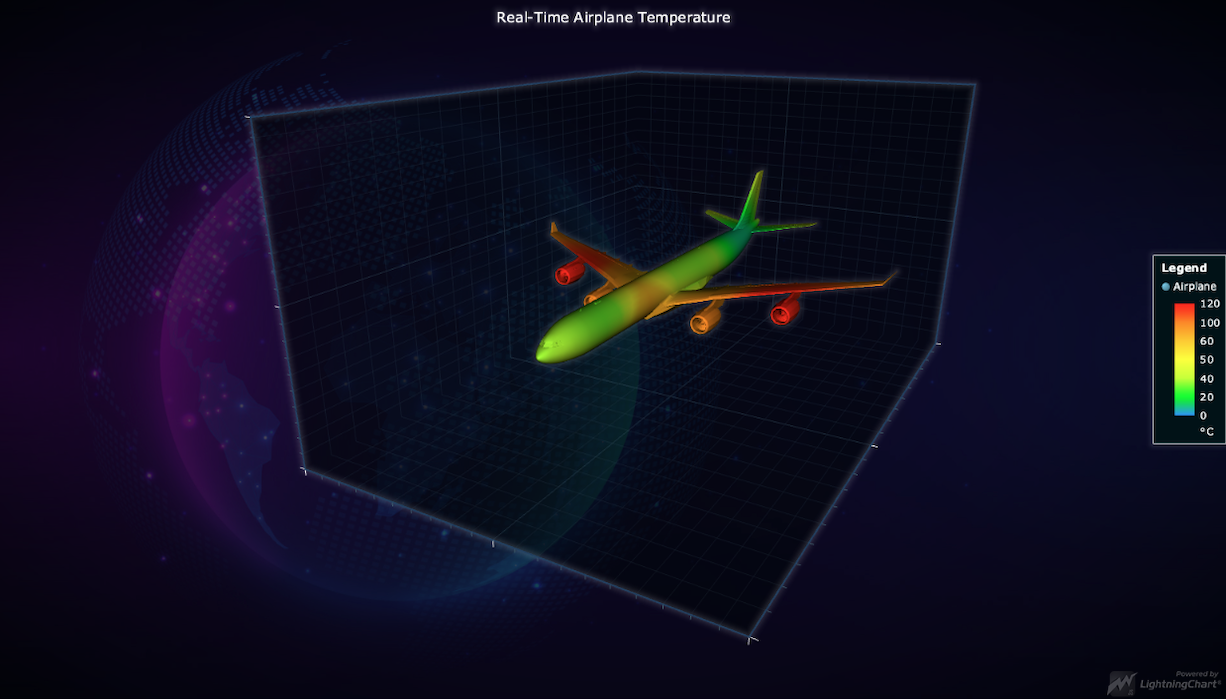 Real-Time Airplane Temperature
Legend
Airplane
120
100
60
50
40
20
0
°C
Powered by
LightningChart®